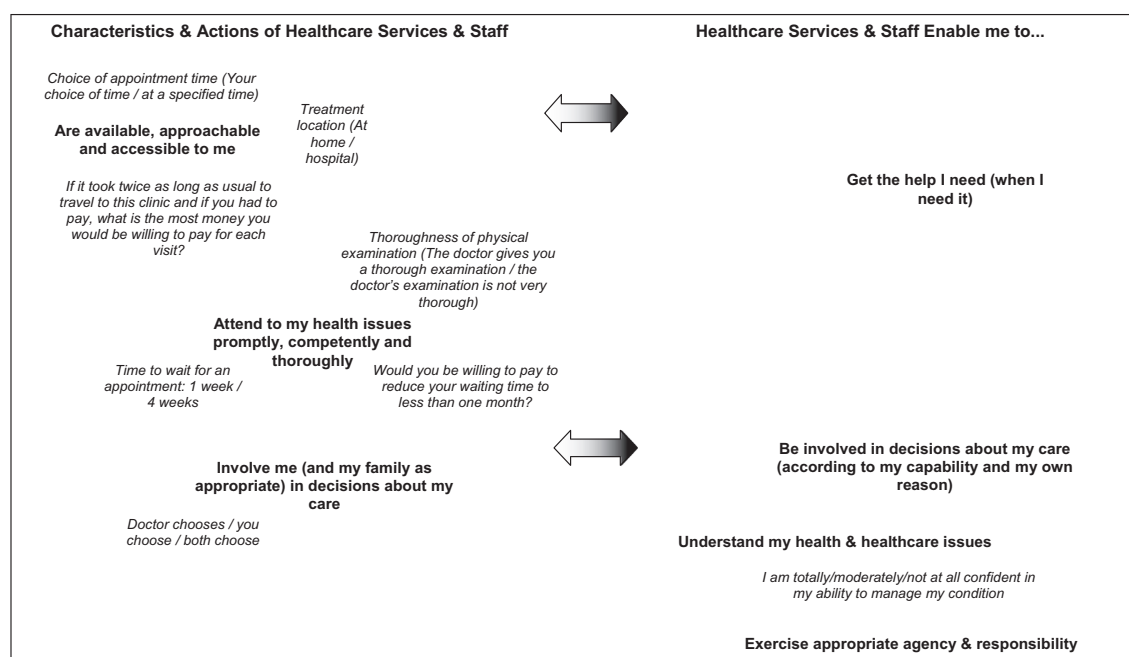 Characteristics & Actions of Healthcare Services & Staff
Healthcare Services & Staff Enable me to...
Choice of appointment time (Your
choice of time / at a specified time)
Treatment
location (At
home /
hospital)
Are available, approachable
and accessible to me
If it took twice as long as usual to
travel to this clinic and if you had to
pay, what is the most money you
would be willing to pay for each
visit?
Get the help I need (when I
need it)
Thoroughness of physical
examination (The doctor gives you
a thorough examination / the
doctor's examination is not very
thorough)
Attend to my health issues
promptly, competently and
thoroughly
Time to wait for an
appointment: 1 week /
4 weeks
Would you be willing to pay to
reduce your waiting time to
less than one month?
Involve me (and my family as
appropriate) in decisions about my
care
Be involved in decisions about my care
(according to my capability and my own
reason)
Doctor chooses / you
choose / both choose
Understand my health & healthcare issues
I am totally/moderately/not at all confident in
my ability to manage my condition
Exercise appropriate agency & responsibility